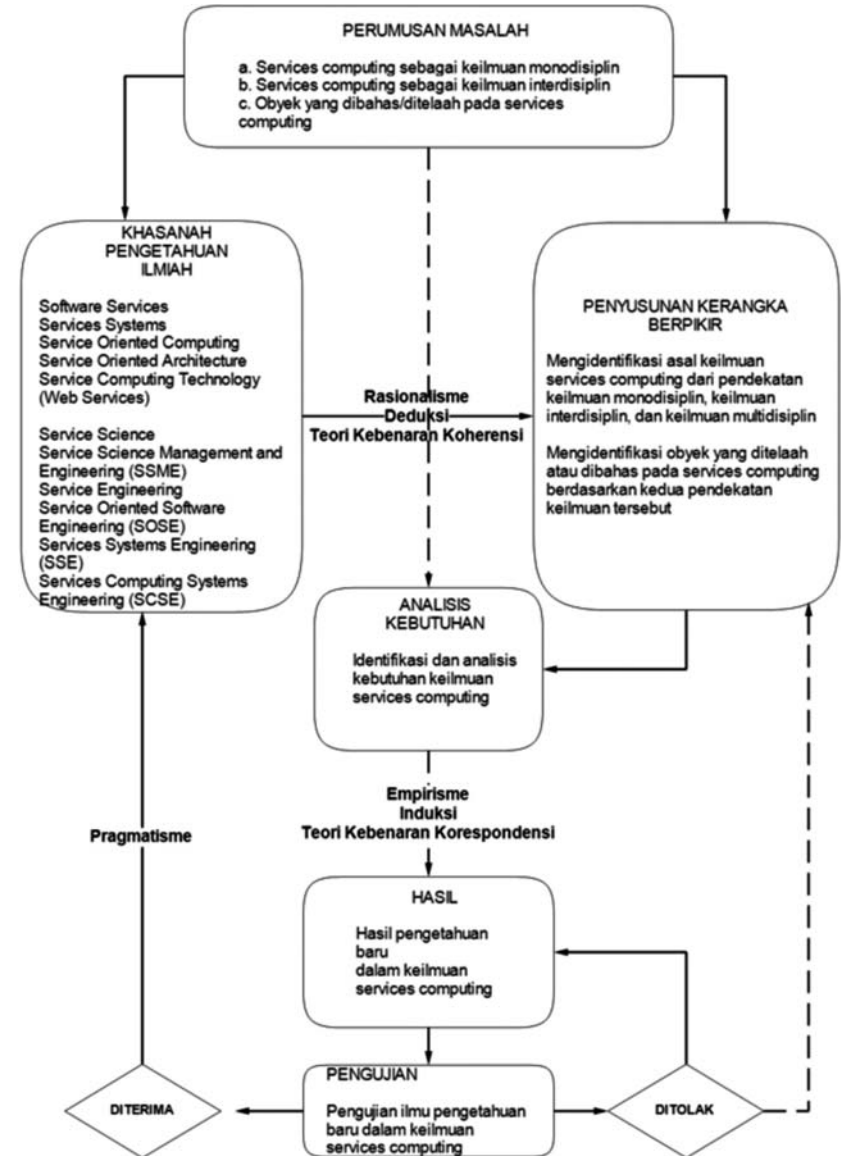 PERUMUSAN MASALAH
a. Services computing sebagai keilmuan monodisiplin
b. Services computing sebagai keilmuan interdisiplin
c. Obyek yang dibahas/ditelaah pada services
computing
KHASANAH
PENGETAHUAN
ILMIAH
Software Services
Services Systems
Service Oriented Computing
Service Oriented Architecture
Service Computing Technology
(Web Services)
Service Science
Service Science Management and
Engineering (SSME)
Service Engineering
Service Oriented Software
Engineering (SOSE)
Services Systems Engineering
(SSE)
Services Computing Systems
Engineering (SCSE)
Rasionalisme
Deduksi
Teori Kebenaran Koherensi
PENYUSUNAN KERANGKA
BERPIKIR
Mengidentifikasi asal keilmuan
services computing dari pendekatan
keilmuan monodisiplin, keilmuan
interdisiplin, dan keilmuan multidisiplin
Mengidentifikasi obyek yang ditelaah
atau dibahas pada services computing
berdasarkan kedua pendekatan
keilmuan tersebut
ANALISIS
KEBUTUHAN
Identifikasi dan analisis
kebutuhan keilmuan
services computing
Empirisme
Induksi
Teori Kebenaran Korespondensi
Pragmatisme
HASIL
Hasil pengetahuan
baru
dalam keilmuan
services computing
PENGUJIAN
Pengujian ilmu pengetahuan
baru dalam keilmuan
services computing
DITERIMA
DITOLAK